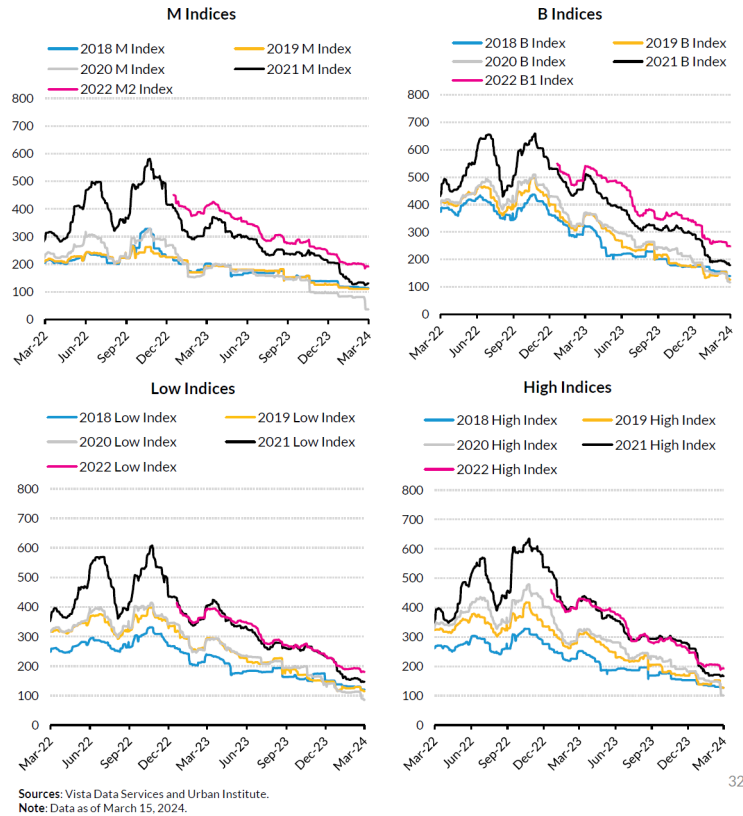 M Indices
2018 M Index
2019 M Index
2020 M Index
2021 M Index
2022 M2 Index
800
700
600
500
400
300
200
100
0
Mar-22
Jun-22
Sep-22
Dec-22
Mar-23
Jun-23
Sep-23
Dec-23
Mar-24
B Indices
2018 B Index
2019 B Index
2020 B Index
2021 B Index
2022 B1 Index
800
700
600
500
400
300
200
100
0
Mar-22
Jun-22
Sep-22
Dec-22
Mar-23
Jun-23
Sep-23
Dec-23
Mar-24
Low Indices
2018 Low Index
2019 Low Index
2020 Low Index
2021 Low Index
2022 Low Index
800
700
600
500
400
300
200
100
0
Mar-22
Jun-22
Sep-22
Dec-22
Mar-23
Jun-23
Sep-23
Dec-23
Mar-24
High Indices
2018 High Index
2019 High Index
2020 High Index
2021 High Index
2022 High Index
800
700
600
500
400
300
200
100
0
Mar-22
Jun-22
Sep-22
Dec-22
Mar-23
Jun-23
Sep-23
Dec-23
Mar-24
32
Sources: Vista Data Services and Urban Institute.
Note: Data as of March 15, 2024.